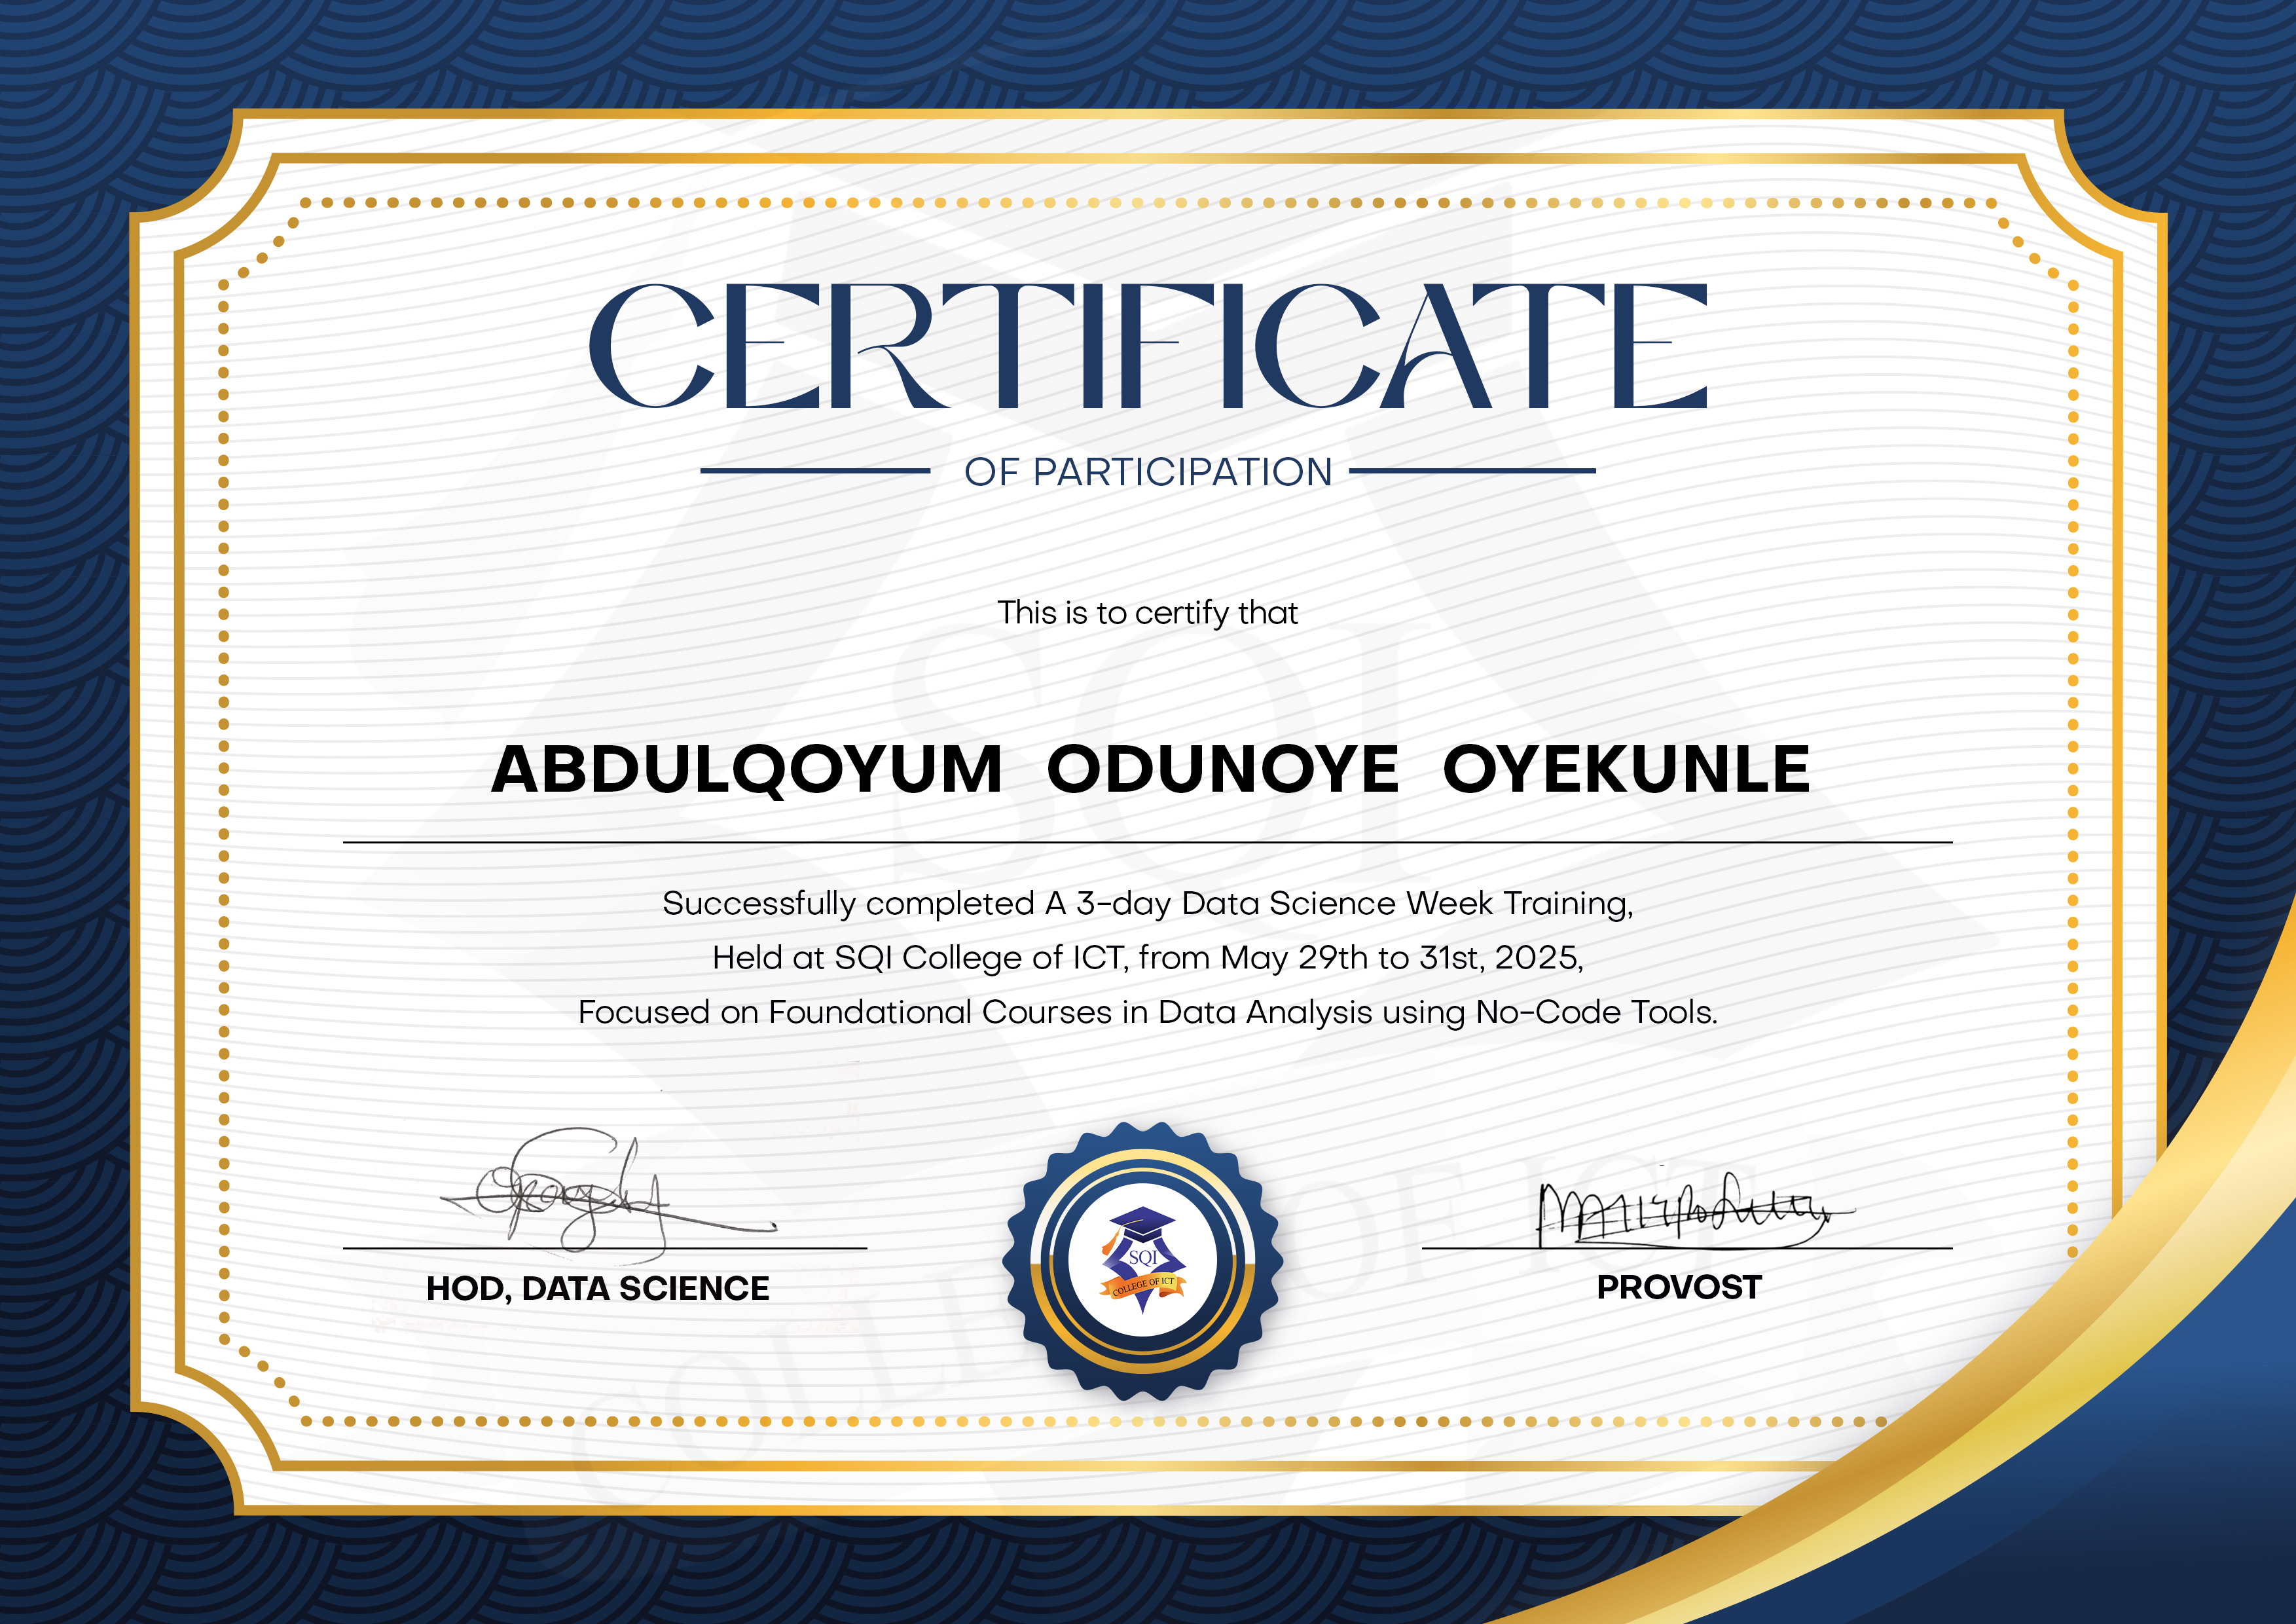 CERTIFICATE
OF PARTICIPATION
This is to certify that
SQI
ABDULQOYUM ODUNOYE OYEKUNLE
Successfully completed A 3-day Data Science Week Training,
Held at SQI College of ICT, from May 29th to 31st, 2025,
Focused on Foundational Courses in Data Analysis using No-Code Tools.
HOD, DATA SCIENCE
SQI
COLLEGE OF ICT
PROVOST